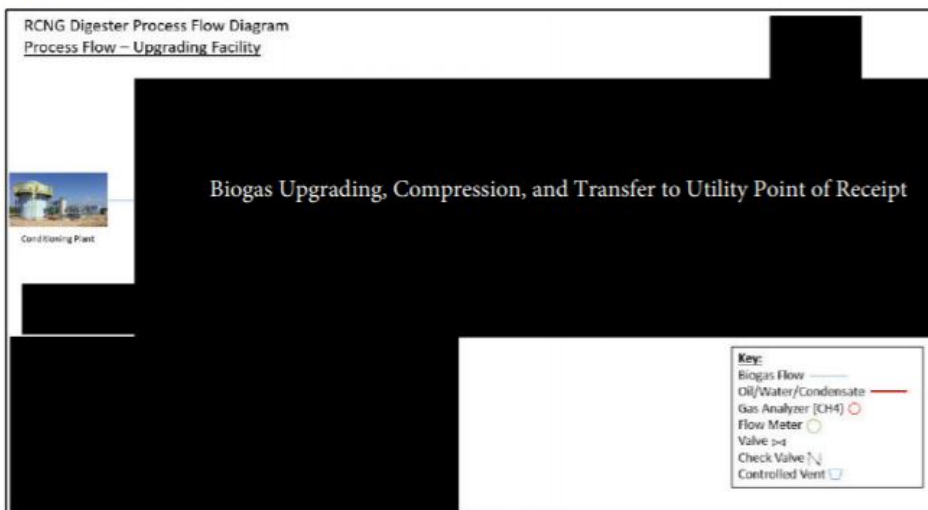 RCNG Digester Process Flow Diagram
Process Flow – Upgrading Facility
Biogas Upgrading, Compression, and Transfer to Utility Point of Receipt
Conditioning Plant
Key:
Biogas Flow
Oil/Water/Condensate
Gas Analyzer [CH4)
Flow Meter
Valve
Check Valve
Controlled Vent